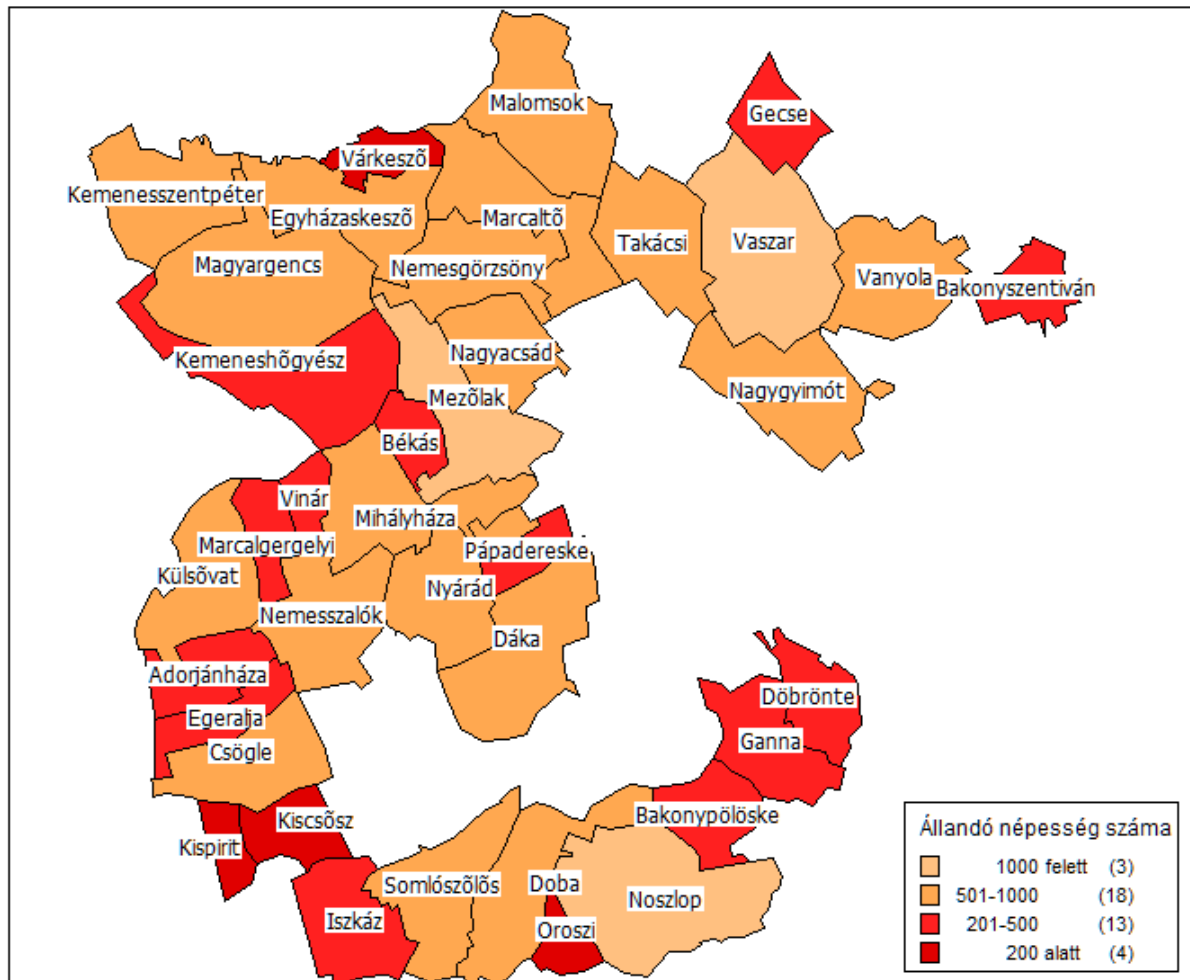 Malomsok
Gecse
Várkeszõ
Kemenesszentpéter
Egyházaskeszõ
Marcaltõ
Takácsi
Vaszar
Magyargencs
Nemesgörzsöny
Vanyola
Bakonyszentiván
Kemeneshõgyész
Nagyacsád
Mezõlak
Nagygyimót
Békás
Vinár
Mihályháza
Marcalgergelyi
Pápadereske
Külsõvat
Nyárád
Nemesszalók
Dáka
Adorjánháza
Döbrönte
Egeralja
Ganna
Csögle
Bakonypölöske
Kiscsõsz
Kispirit
Somlószõlõs
Doba
Noszlop
Iszkáz
Oroszi
Állandó népesség száma
1000 felett (3)
501-1000 (18)
201-500 (13)
200 alatt (4)